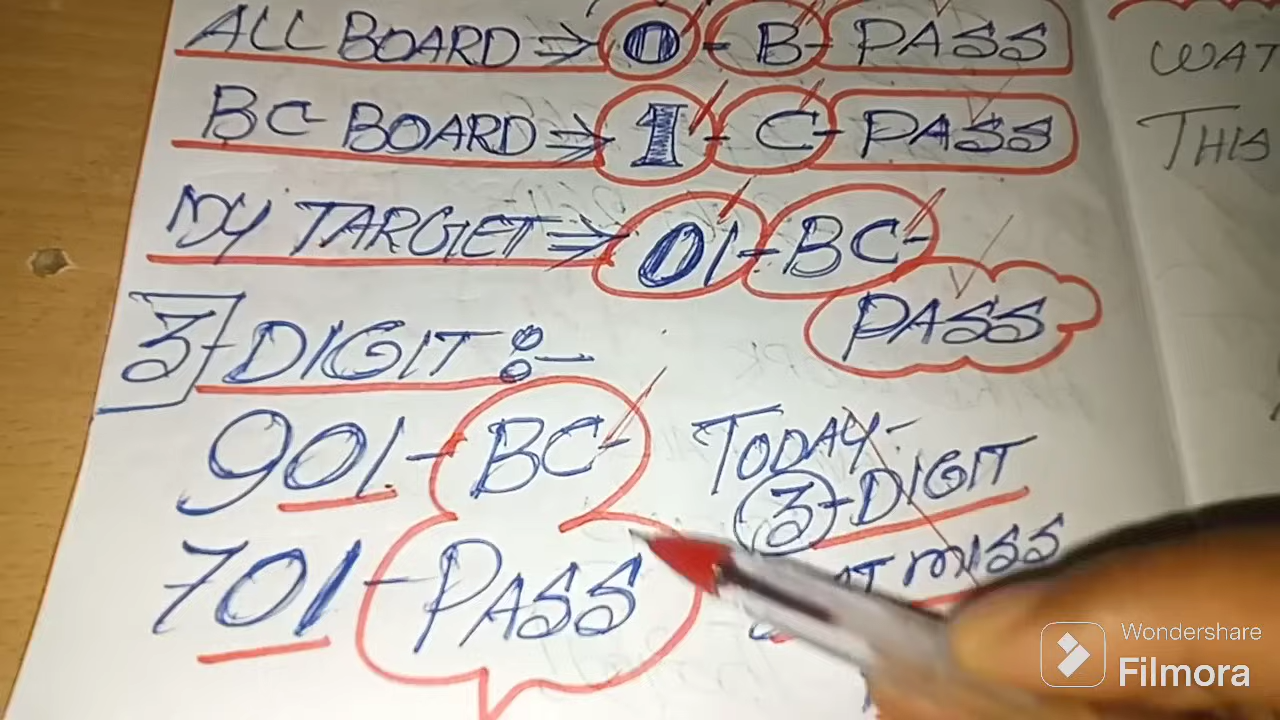 ALL BOARD ⇒ 0 - B - PASS
BC BOARD ⇒ 1 - C - PASS
MY TARGET ⇒ 01 - BC -
PASS
3 - DIGIT :-
901 - BC -
701 - PASS
TODAY -
3 - DIGIT
MISS
WAT
THIS
Wondershare
Filmora